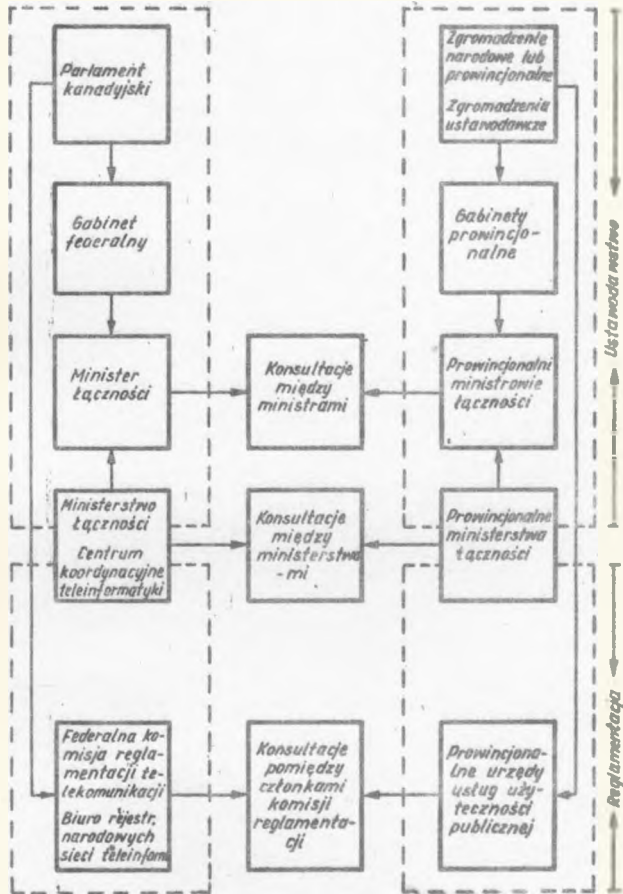 Parlament
kanadyjski
Zgromadzenie
narodowe lub
prowincjonalne
Zgromadzenia
ustawodawcze
Gabinet
federalny
Gabinety
prowincjo-
nalne
Minister
Łączności
Konsultacje
między
ministrami
Prowincjonalni
ministrowie
łączności
Ministerstwo
Łączności
Centrum
koordynacyjne
teleinformatyki
Konsultacje
między
ministerstwa
-mi
Prowincjonalne
ministerstwa
Łączności
Federalna ko-
misja regla-
mentacji te-
lekomunikacji
Biuro rejestr.
narodowych
sieci teleinform.
Konsultacje
pomiędzy
członkami
komisji
reglamenta-
cji
Prowincjona-
lne urzędy
usług uży-
teczności
publicznej
Ustawodawstwo
Reglamentacja